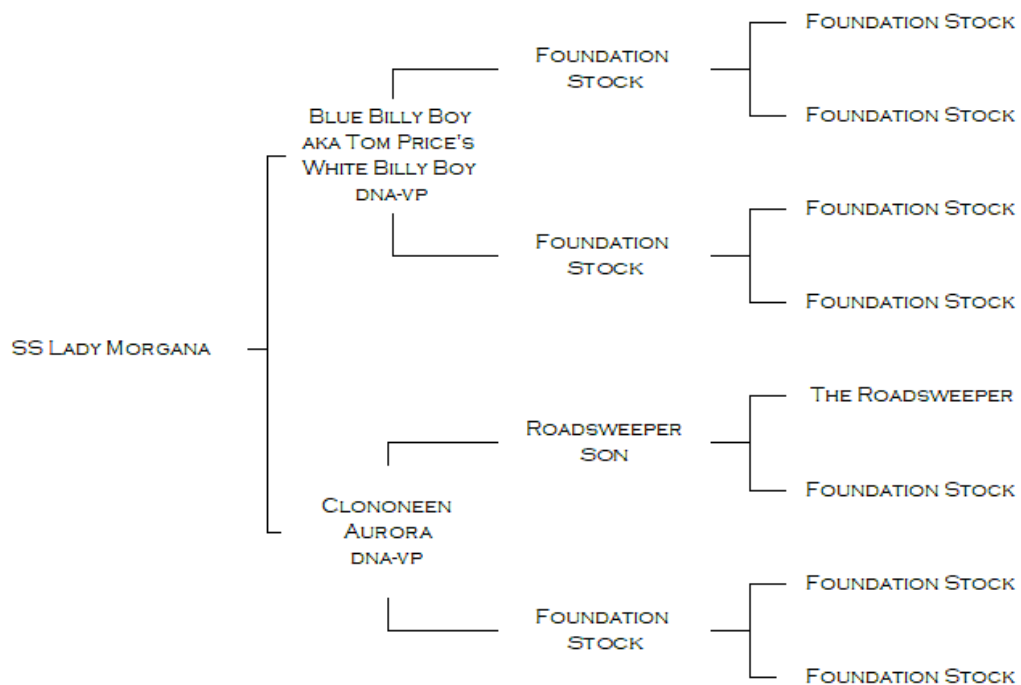 Foundation Stock
Foundation
Stock
Foundation Stock
Blue Billy Boy
aka Tom Price's
White Billy Boy
DNA-VP
Foundation Stock
Foundation
Stock
Foundation Stock
SS Lady Morgana
The Roadsweeper
Roadsweeper
Son
Foundation Stock
Clononeen
Aurora
DNA-VP
Foundation Stock
Foundation
Stock
Foundation Stock